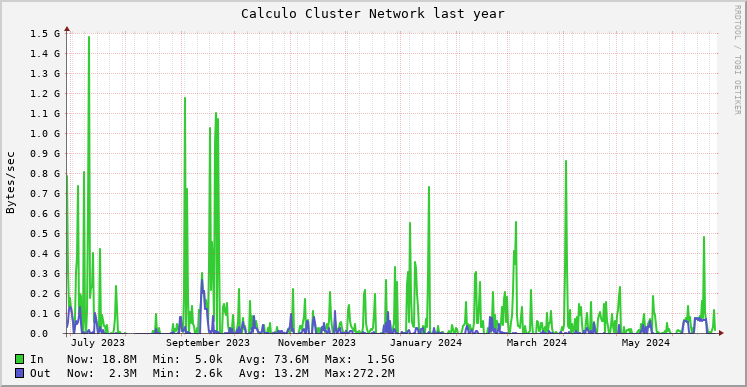 Calculo Cluster Network last year
RRDTOOL / TOBI OETIKER
Bytes/sec
1.5 G
1.4 G
1.3 G
1.2 G
1.1 G
1.0 G
0.9 G
0.8 G
0.7 G
0.6 G
0.5 G
0.4 G
0.3 G
0.2 G
0.1 G
0.0
July 2023 September 2023 November 2023 January 2024 March 2024 May 2024
In Now: 18.8M Min: 5.0k Avg: 73.6M Max: 1.5G
Out Now: 2.3M Min: 2.6k Avg: 13.2M Max:272.2M